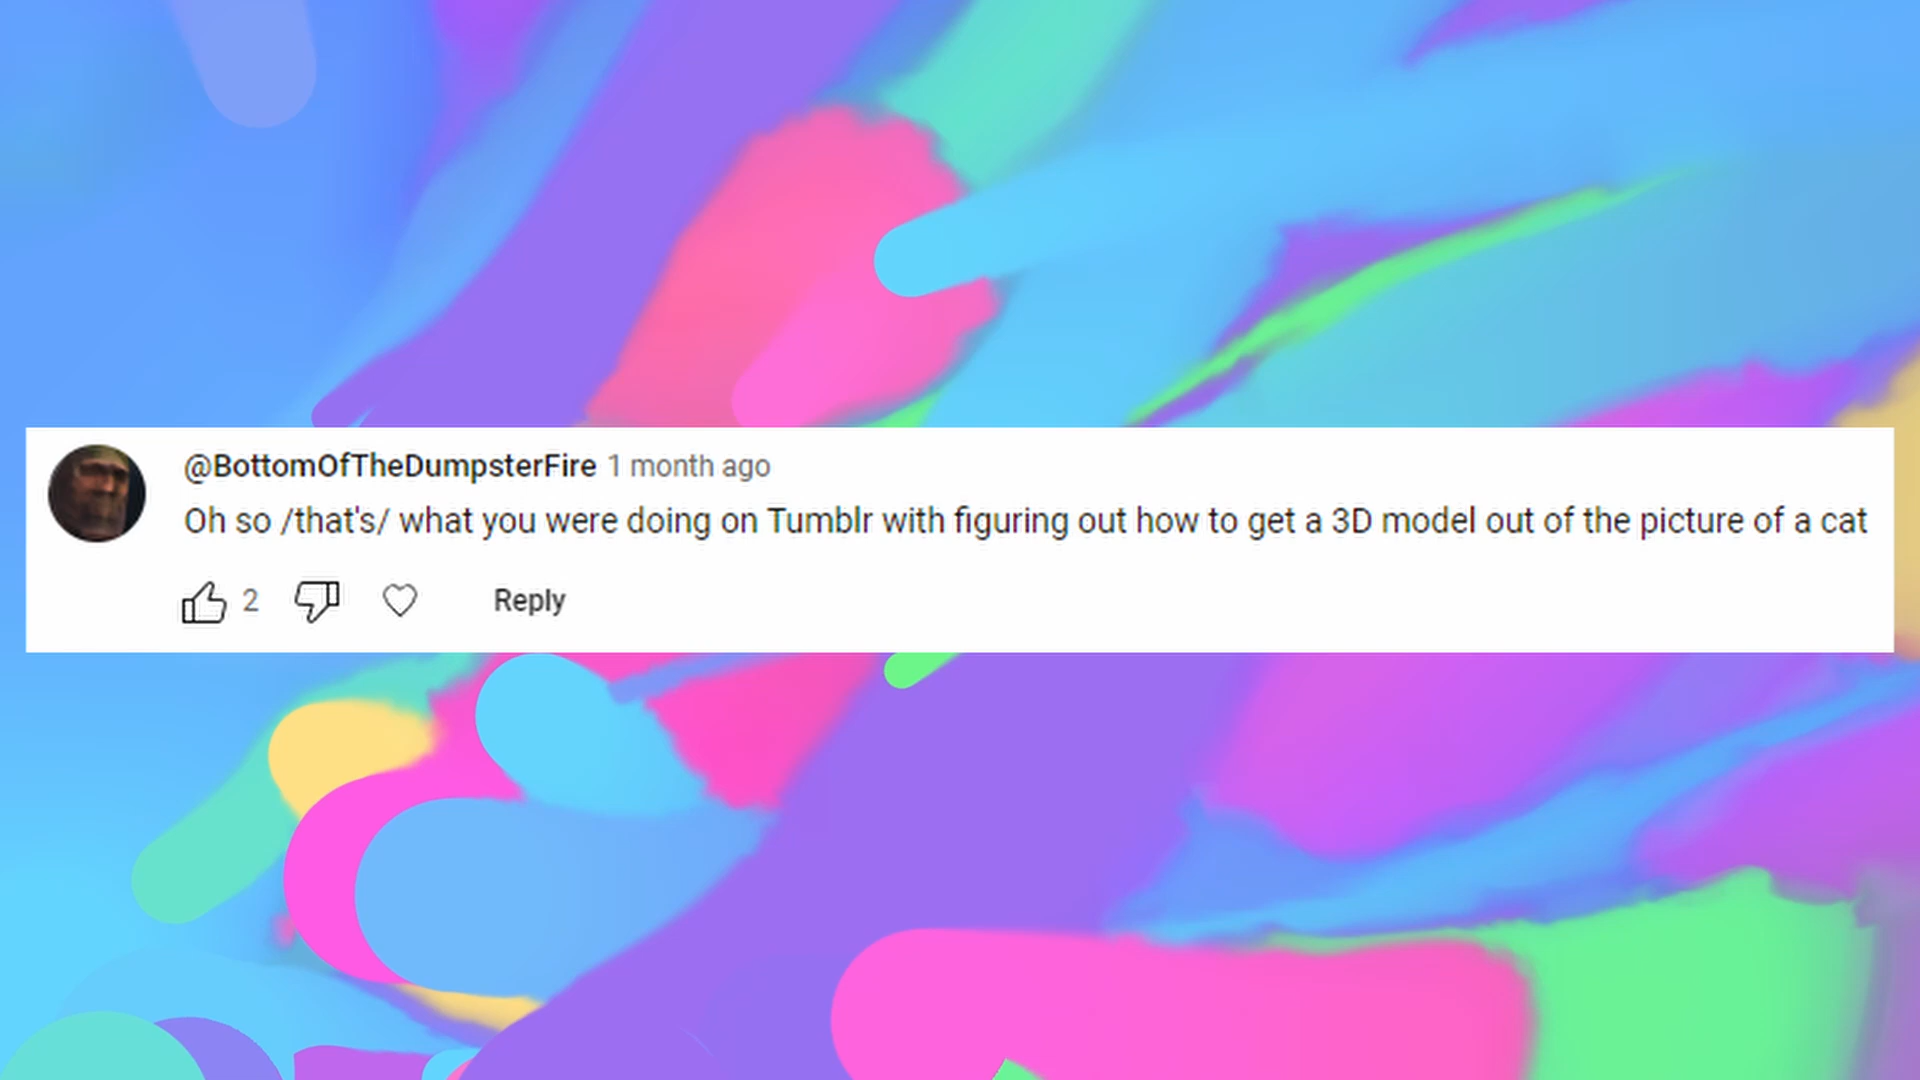 @BottomOfTheDumpsterFire 1 month ago
Oh so /that's/ what you were doing on Tumblr with figuring out how to get a 3D model out of the picture of a cat
2 Reply